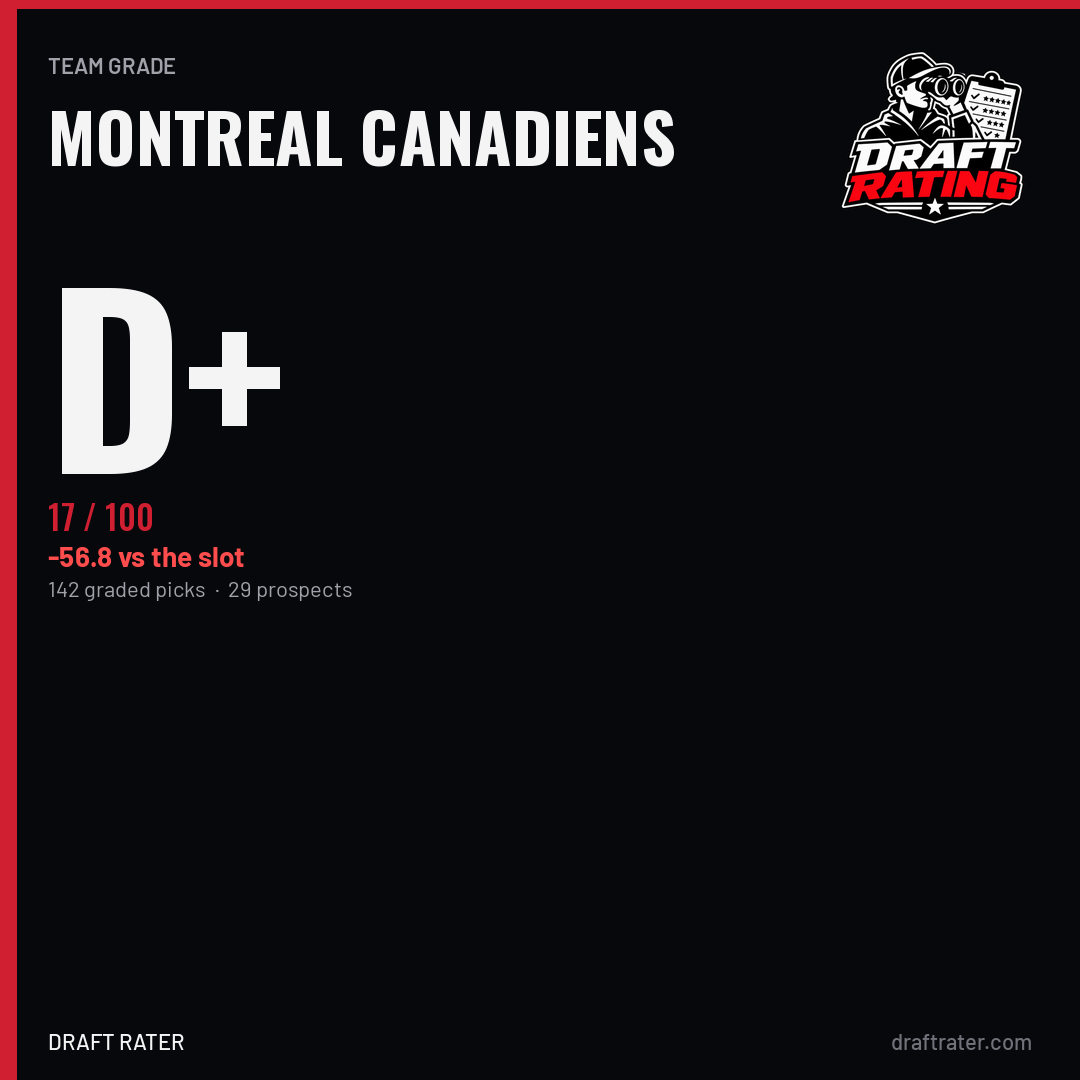 TEAM GRADE
MONTREAL CANADIENS
DRAFT
RATING
D+
17 / 100
-56.8 vs the slot
142 graded picks · 29 prospects
DRAFT RATER
draftrater.com